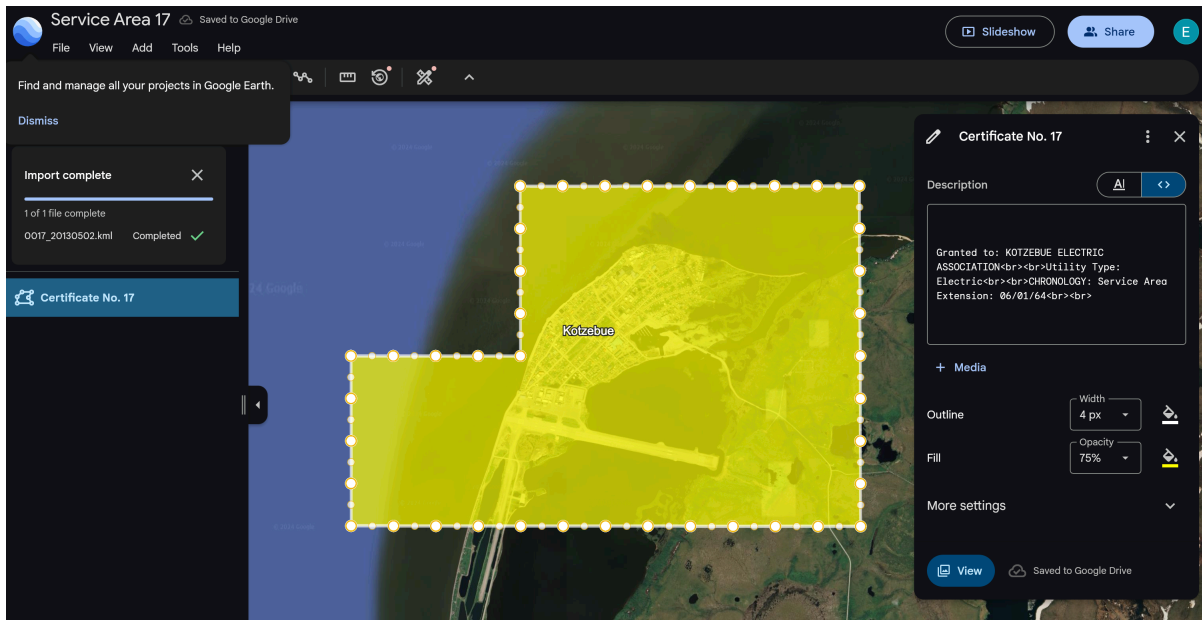 Service Area 17
Saved to Google Drive
File View Add Tools Help
Slideshow
Share
E
Find and manage all your projects in Google Earth.
Dismiss
Import complete
1 of 1 file complete
0017_20130502.kml Completed
Certificate No. 17
24 Google
Kotzebue
Certificate No. 17
Description
AI <>
Granted to: KOTZEBUE ELECTRIC
ASSOCIATION<br><br>Utility Type:
Electric<br><br>CHRONOLOGY: Service Area
Extension: 06/01/64<br><br>
+ Media
Outline
Width
4 px
Fill
Opacity
75%
More settings
View
Saved to Google Drive